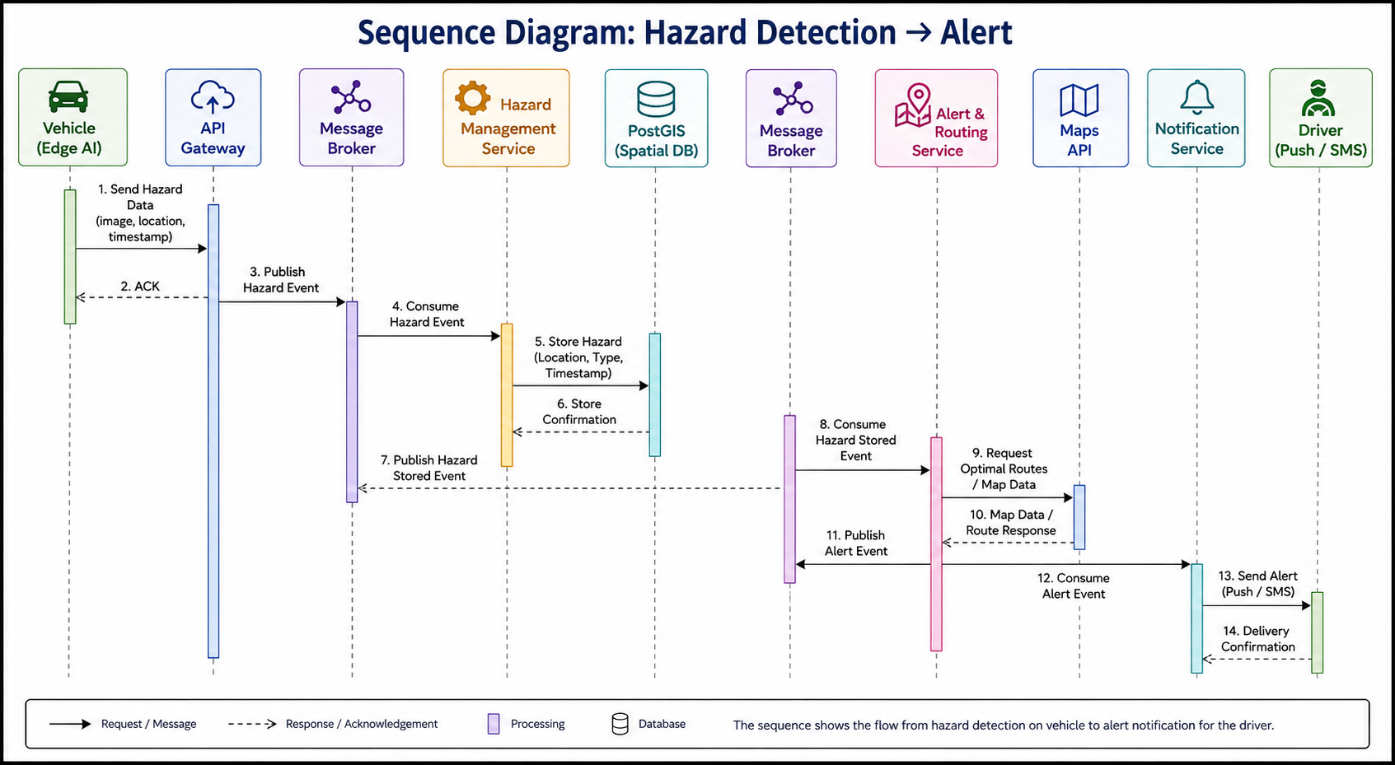 Sequence Diagram: Hazard Detection → Alert
Vehicle
(Edge AI)
API
Gateway
Message
Broker
Hazard
Management
Service
PostGIS
(Spatial DB)
Message
Broker
Alert &
Routing
Service
Maps
API
Notification
Service
Driver
(Push / SMS)
1. Send Hazard
Data
(image, location,
timestamp)
2. ACK
3. Publish
Hazard Event
4. Consume
Hazard Event
5. Store Hazard
(Location, Type,
Timestamp)
6. Store
Confirmation
7. Publish Hazard
Stored Event
8. Consume
Hazard Stored
Event
9. Request
Optimal Routes
/ Map Data
10. Map Data /
Route Response
11. Publish
Alert Event
12. Consume
Alert Event
13. Send Alert
(Push / SMS)
14. Delivery
Confirmation
Request / Message
Response / Acknowledgement
Processing
Database
The sequence shows the flow from hazard detection on vehicle to alert notification for the driver.